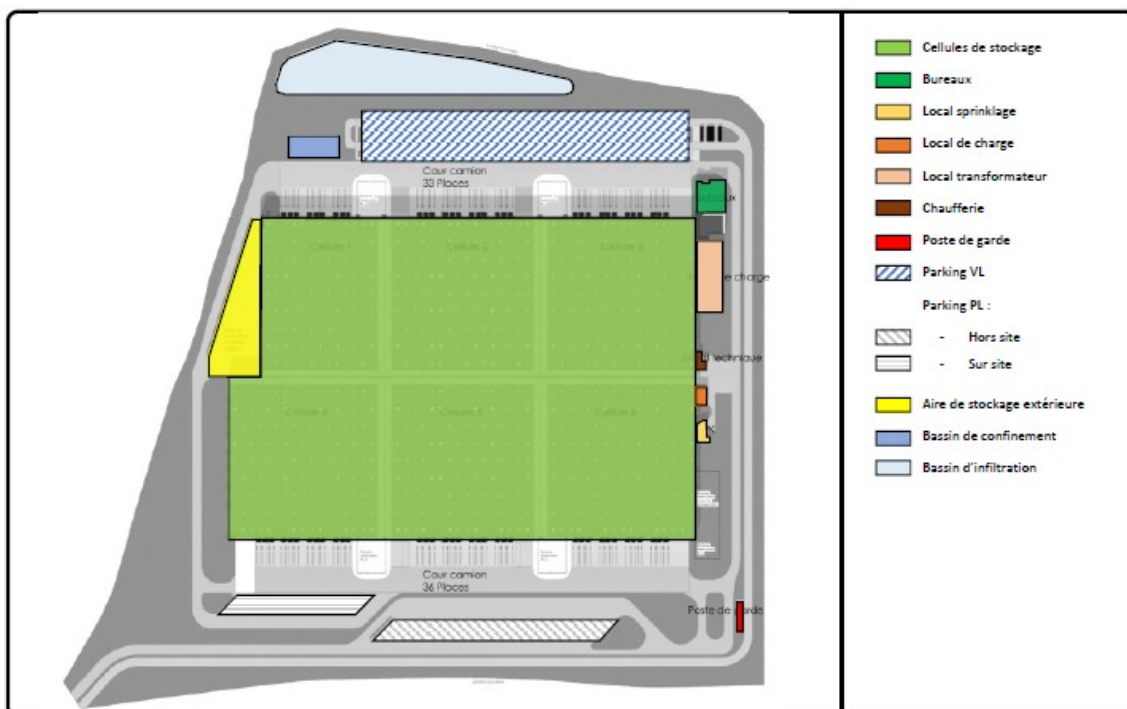 Cour camion
33 Places
Cellule 1
Cellule 2
Cellule 3
Cellule 4
Cellule 5
Cellule 6
Cour camion
36 Places
Poste de garde
Cellules de stockage
Bureaux
Local sprinklage
Local de charge
Local transformateur
Chaufferie
Poste de garde
Parking VL
Parking PL :
- Hors site
- Sur site
Aire de stockage extérieure
Bassin de confinement
Bassin d'infiltration